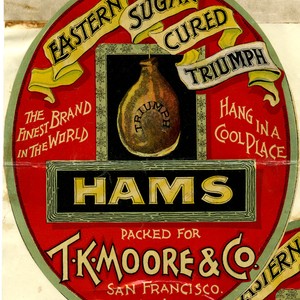 EASTERN
SUGAR
CURED
TRIUMPH
THE
FINEST BRAND
IN THE WORLD
TRIUMPH
HANG IN A
COOL PLACE
HAMS
PACKED FOR
T.K. MOORE & CO.
SAN FRANCISCO.
EASTERN